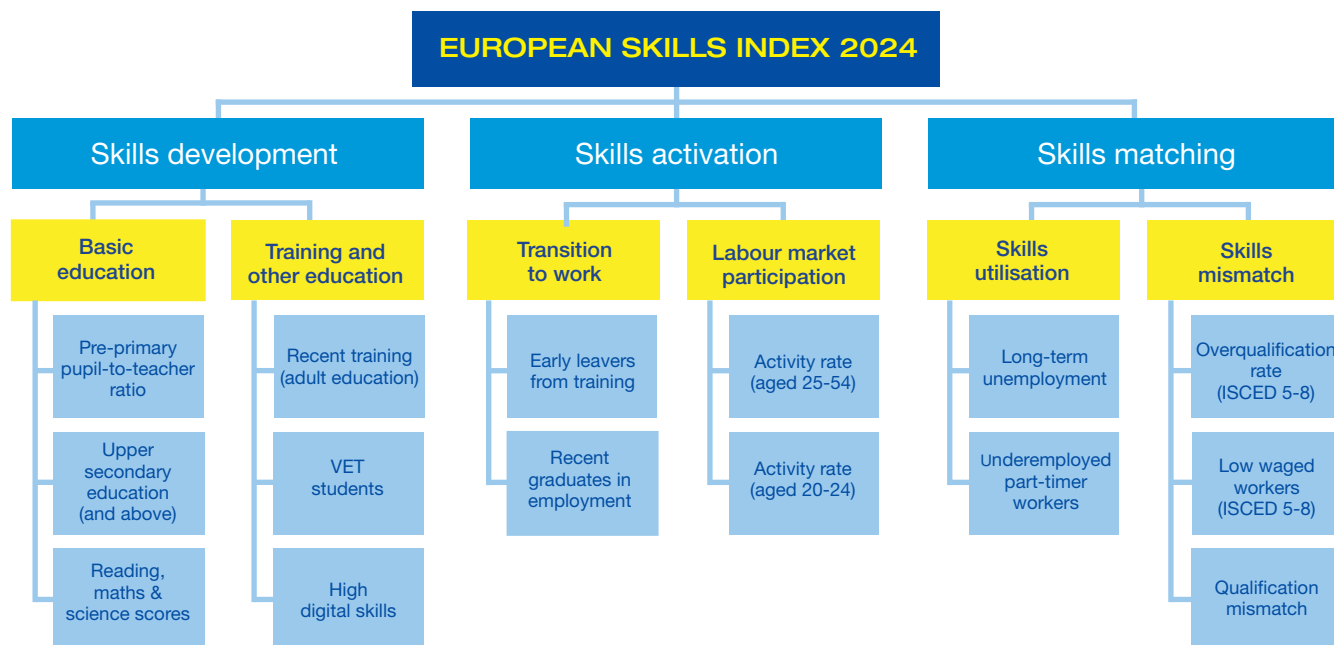 EUROPEAN SKILLS INDEX 2024
Skills development
Skills activation
Skills matching
Basic
education
Training and
other education
Transition
to work
Labour market
participation
Skills
utilisation
Skills
mismatch
Pre-primary
pupil-to-teacher
ratio
Recent training
(adult education)
Early leavers
from training
Activity rate
(aged 25-54)
Long-term
unemployment
Overqualification
rate
(ISCED 5-8)
Upper
secondary
education
(and above)
VET
students
Recent
graduates in
employment
Activity rate
(aged 20-24)
Underemployed
part-timer
workers
Low waged
workers
(ISCED 5-8)
Reading,
maths &
science scores
High
digital skills
Qualification
mismatch